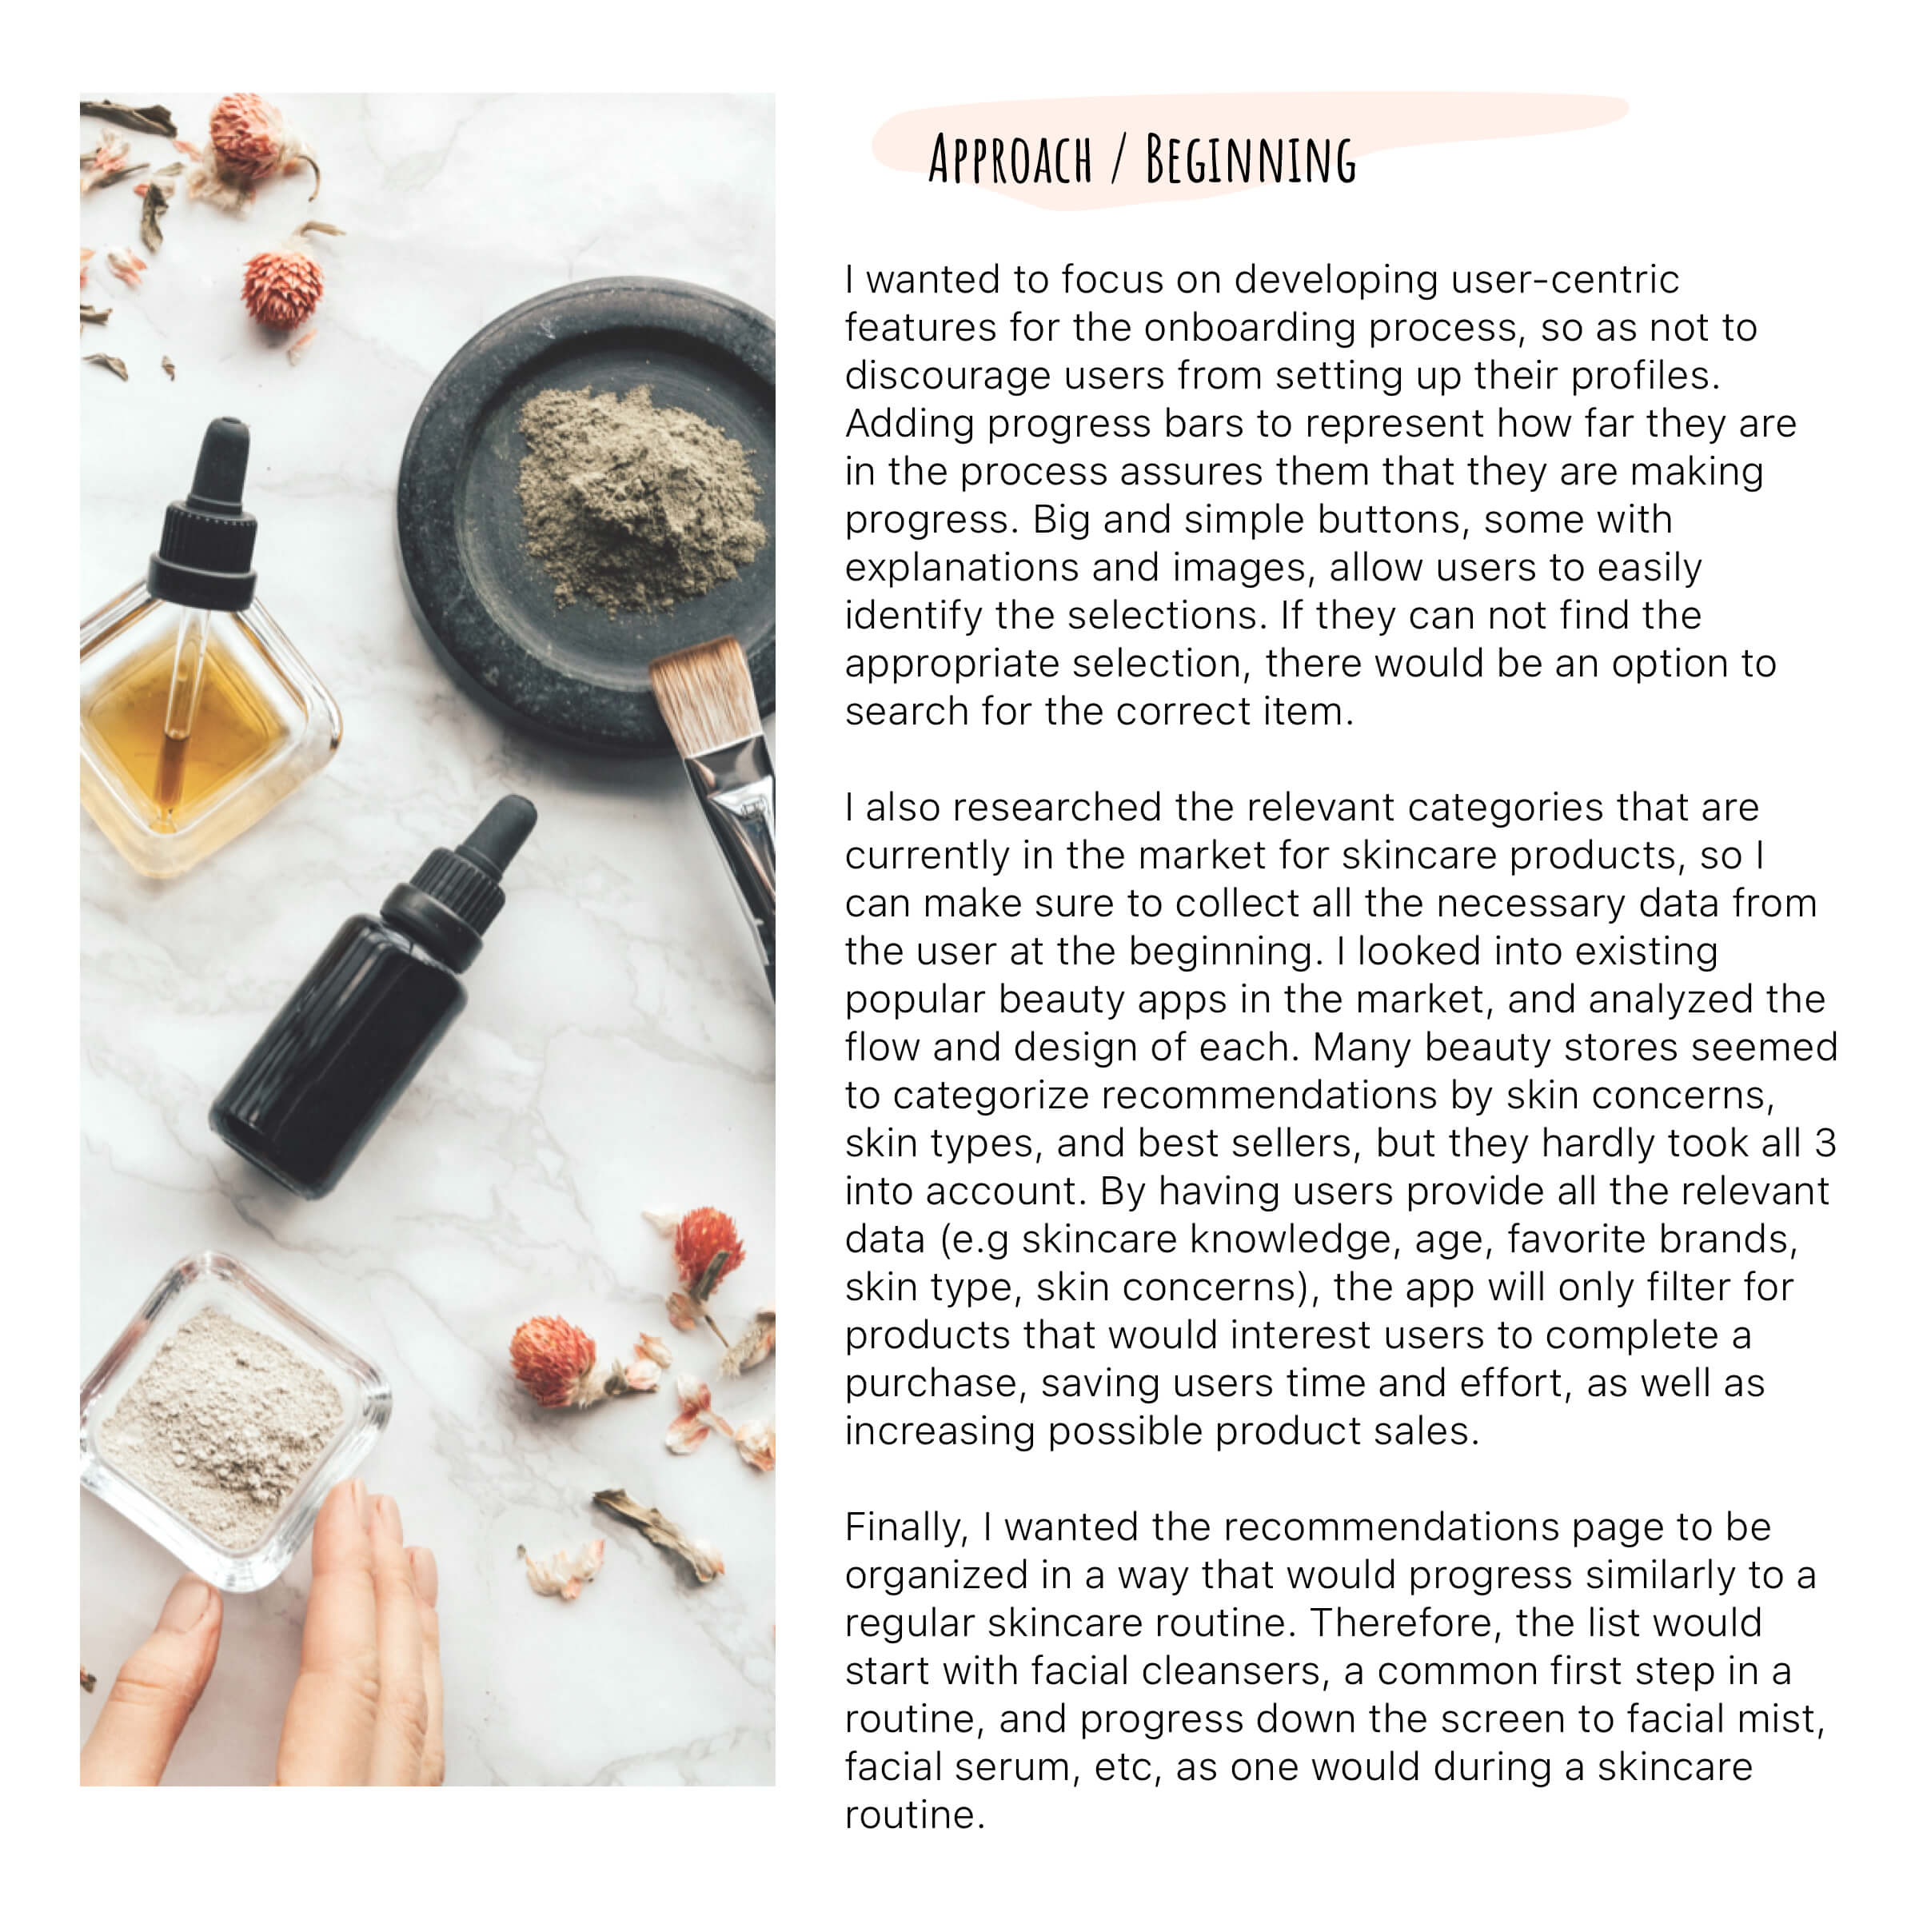 APPROACH / BEGINNING
I wanted to focus on developing user-centric
features for the onboarding process, so as not to
discourage users from setting up their profiles.
Adding progress bars to represent how far they are
in the process assures them that they are making
progress. Big and simple buttons, some with
explanations and images, allow users to easily
identify the selections. If they can not find the
appropriate selection, there would be an option to
search for the correct item.
I also researched the relevant categories that are
currently in the market for skincare products, so I
can make sure to collect all the necessary data from
the user at the beginning. I looked into existing
popular beauty apps in the market, and analyzed the
flow and design of each. Many beauty stores seemed
to categorize recommendations by skin concerns,
skin types, and best sellers, but they hardly took all 3
into account. By having users provide all the relevant
data (e.g skincare knowledge, age, favorite brands,
skin type, skin concerns), the app will only filter for
products that would interest users to complete a
purchase, saving users time and effort, as well as
increasing possible product sales.
Finally, I wanted the recommendations page to be
organized in a way that would progress similarly to a
regular skincare routine. Therefore, the list would
start with facial cleansers, a common first step in a
routine, and progress down the screen to facial mist,
facial serum, etc, as one would during a skincare
routine.